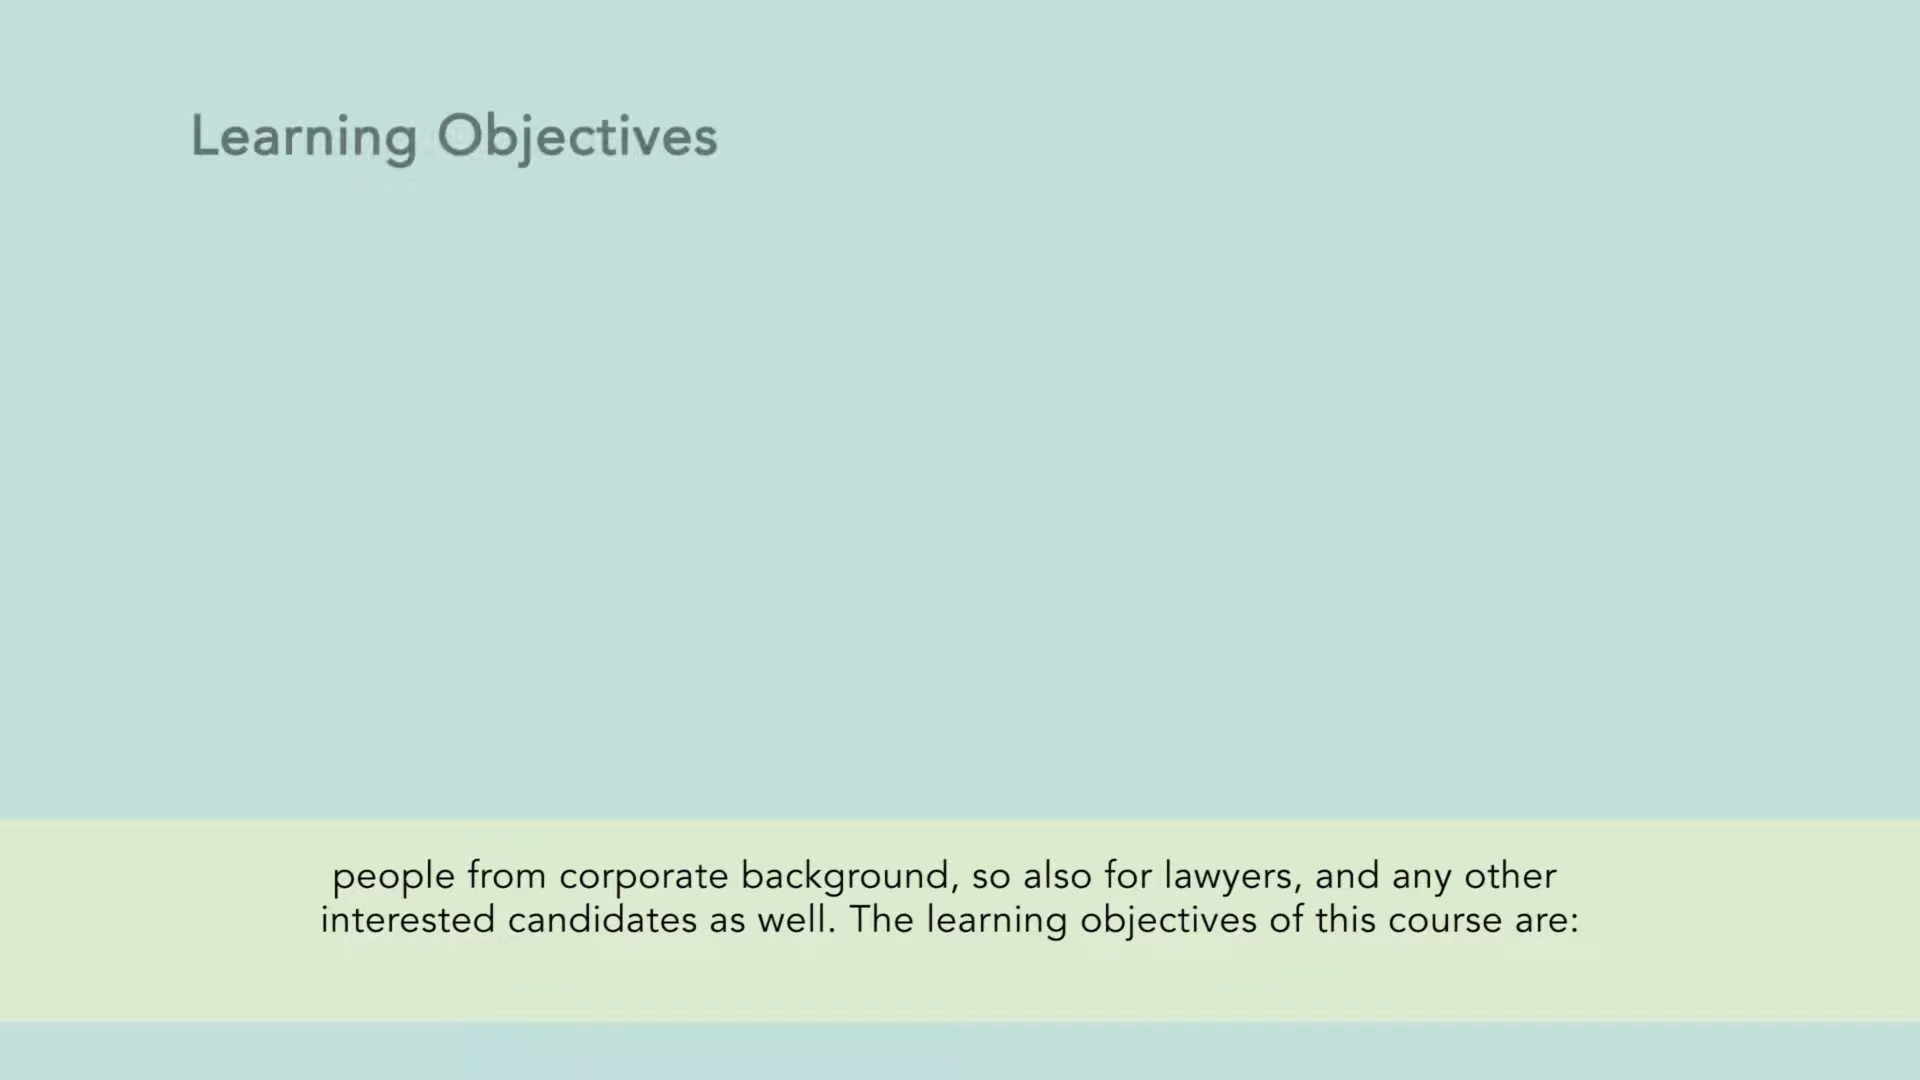 Learning Objectives
people from corporate background, so also for lawyers, and any other
interested candidates as well. The learning objectives of this course are: